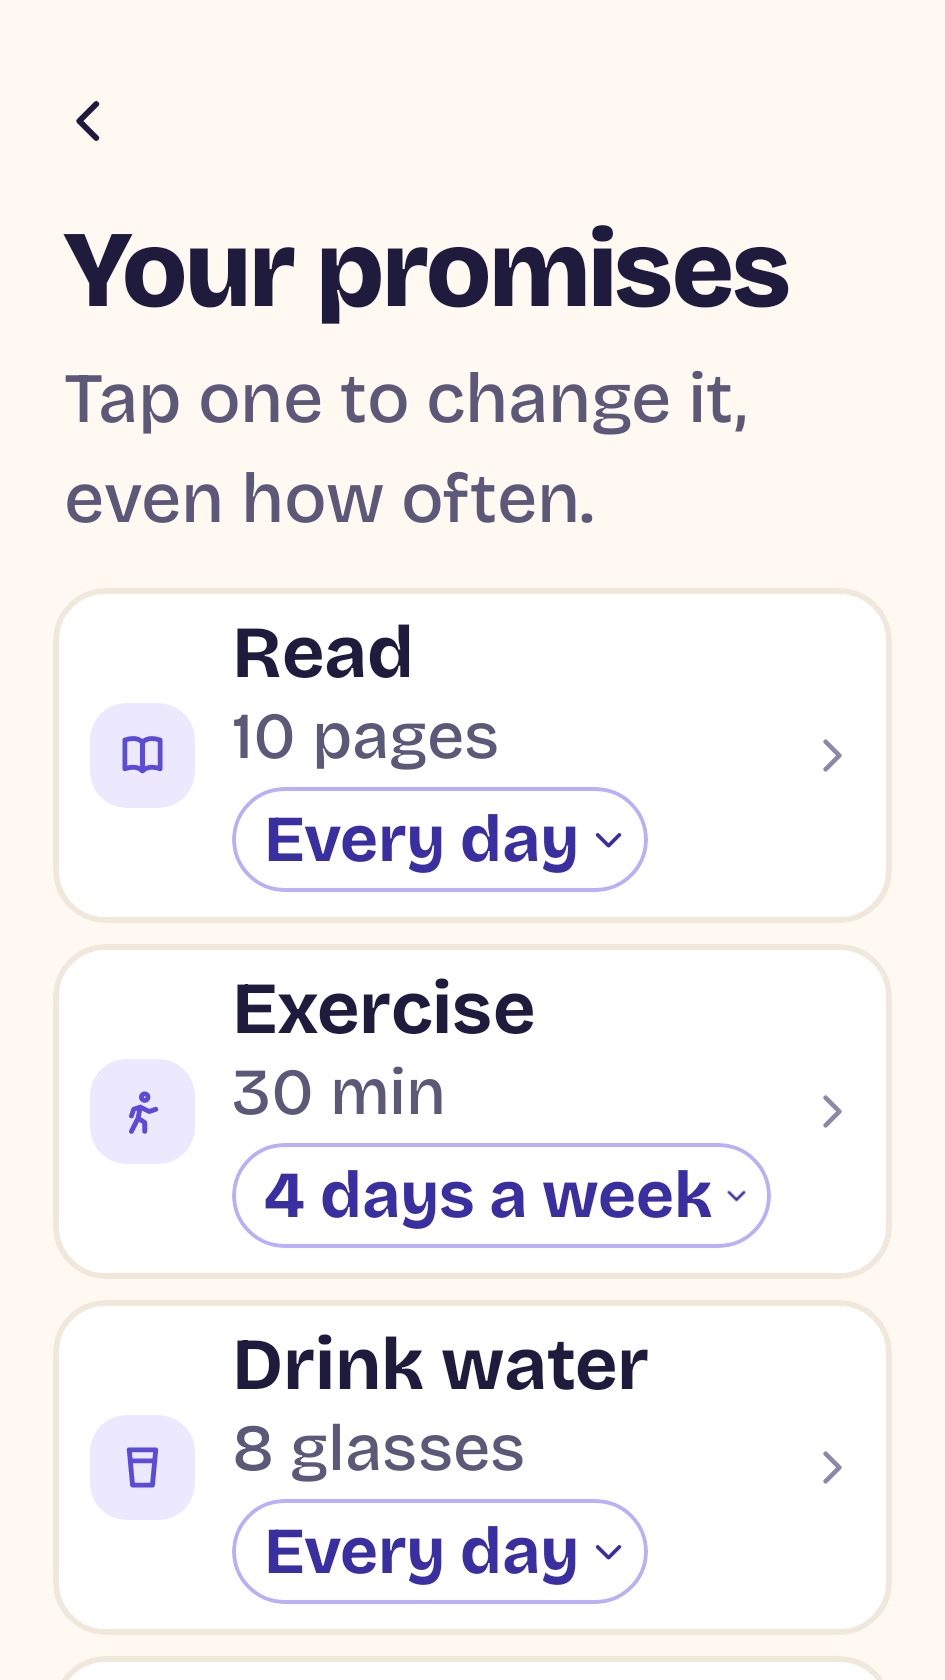 Your promises
Tap one to change it,
even how often.
Read
10 pages
Every day
Exercise
30 min
4 days a week
Drink water
8 glasses
Every day